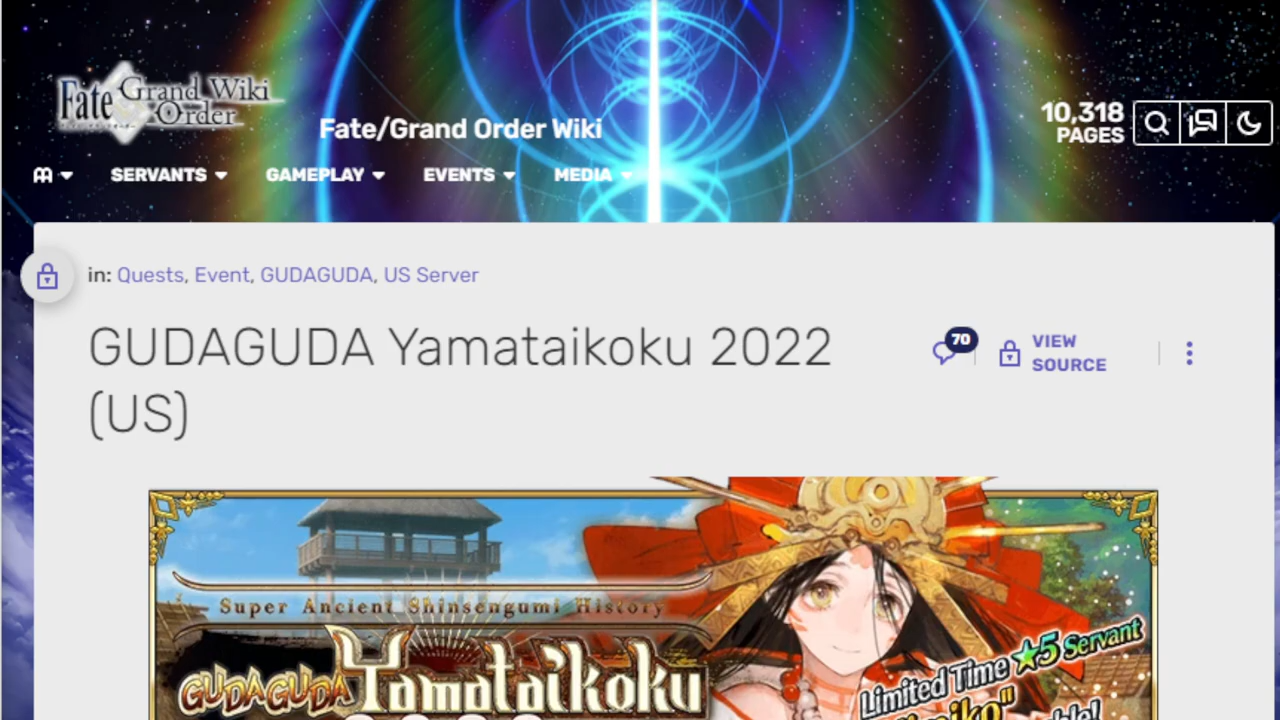 Fate Grand Wiki
Order
Fate/Grand Order Wiki
10,318
PAGES
SERVANTS
GAMEPLAY
EVENTS
MEDIA
in: Quests, Event, GUDAGUDA, US Server
GUDAGUDA Yamataikoku 2022
(US)
70
VIEW
SOURCE
Super Ancient Shinsengumi History
GUDAGUDA Yamataikoku
Limited Time ★5 Servant